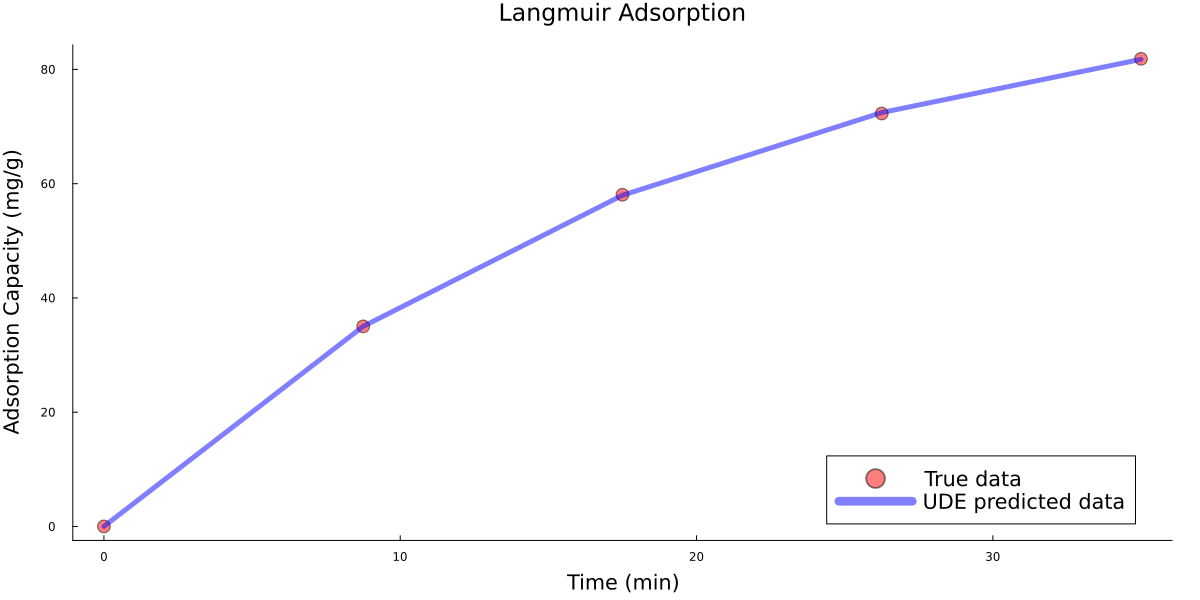 Langmuir Adsorption
Adsorption Capacity (mg/g)
80
60
40
20
0
0 10 20 30
Time (min)
True data
UDE predicted data